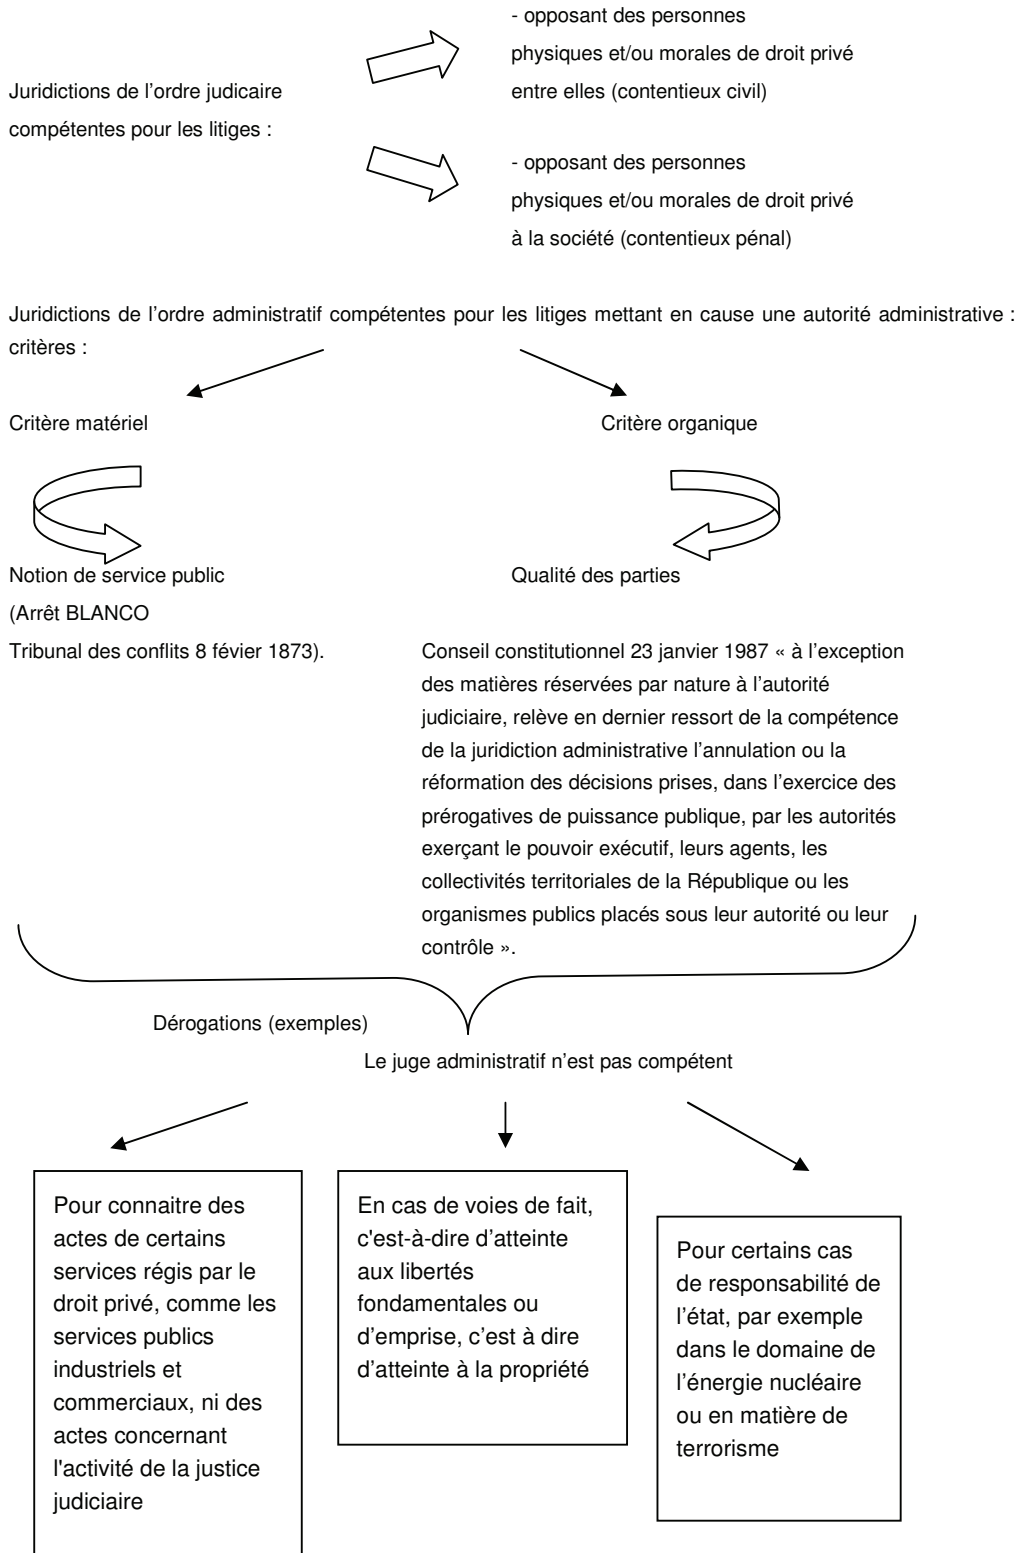 - opposant des personnes
physiques et/ou morales de droit privé
entre elles (contentieux civil)
Juridictions de l'ordre judicaire
compétentes pour les litiges :
- opposant des personnes
physiques et/ou morales de droit privé
à la société (contentieux pénal)
Juridictions de l'ordre administratif compétentes pour les litiges mettant en cause une autorité administrative :
critères :
Critère matériel
Critère organique
Notion de service public
(Arrêt BLANCO
Tribunal des conflits 8 févier 1873).
Qualité des parties
Conseil constitutionnel 23 janvier 1987 « à l'exception
des matières réservées par nature à l'autorité
judiciaire, relève en dernier ressort de la compétence
de la juridiction administrative l'annulation ou la
réformation des décisions prises, dans l'exercice des
prérogatives de puissance publique, par les autorités
exerçant le pouvoir exécutif, leurs agents, les
collectivités territoriales de la République ou les
organismes publics placés sous leur autorité ou leur
contrôle ».
Dérogations (exemples)
Le juge administratif n'est pas compétent
Pour connaitre des
actes de certains
services régis par le
droit privé, comme les
services publics
industriels et
commerciaux, ni des
actes concernant
l'activité de la justice
judiciaire
En cas de voies de fait,
c'est-à-dire d'atteinte
aux libertés
fondamentales ou
d'emprise, c'est à dire
d'atteinte à la propriété
Pour certains cas
de responsabilité de
l'état, par exemple
dans le domaine de
l'énergie nucléaire
ou en matière de
terrorisme